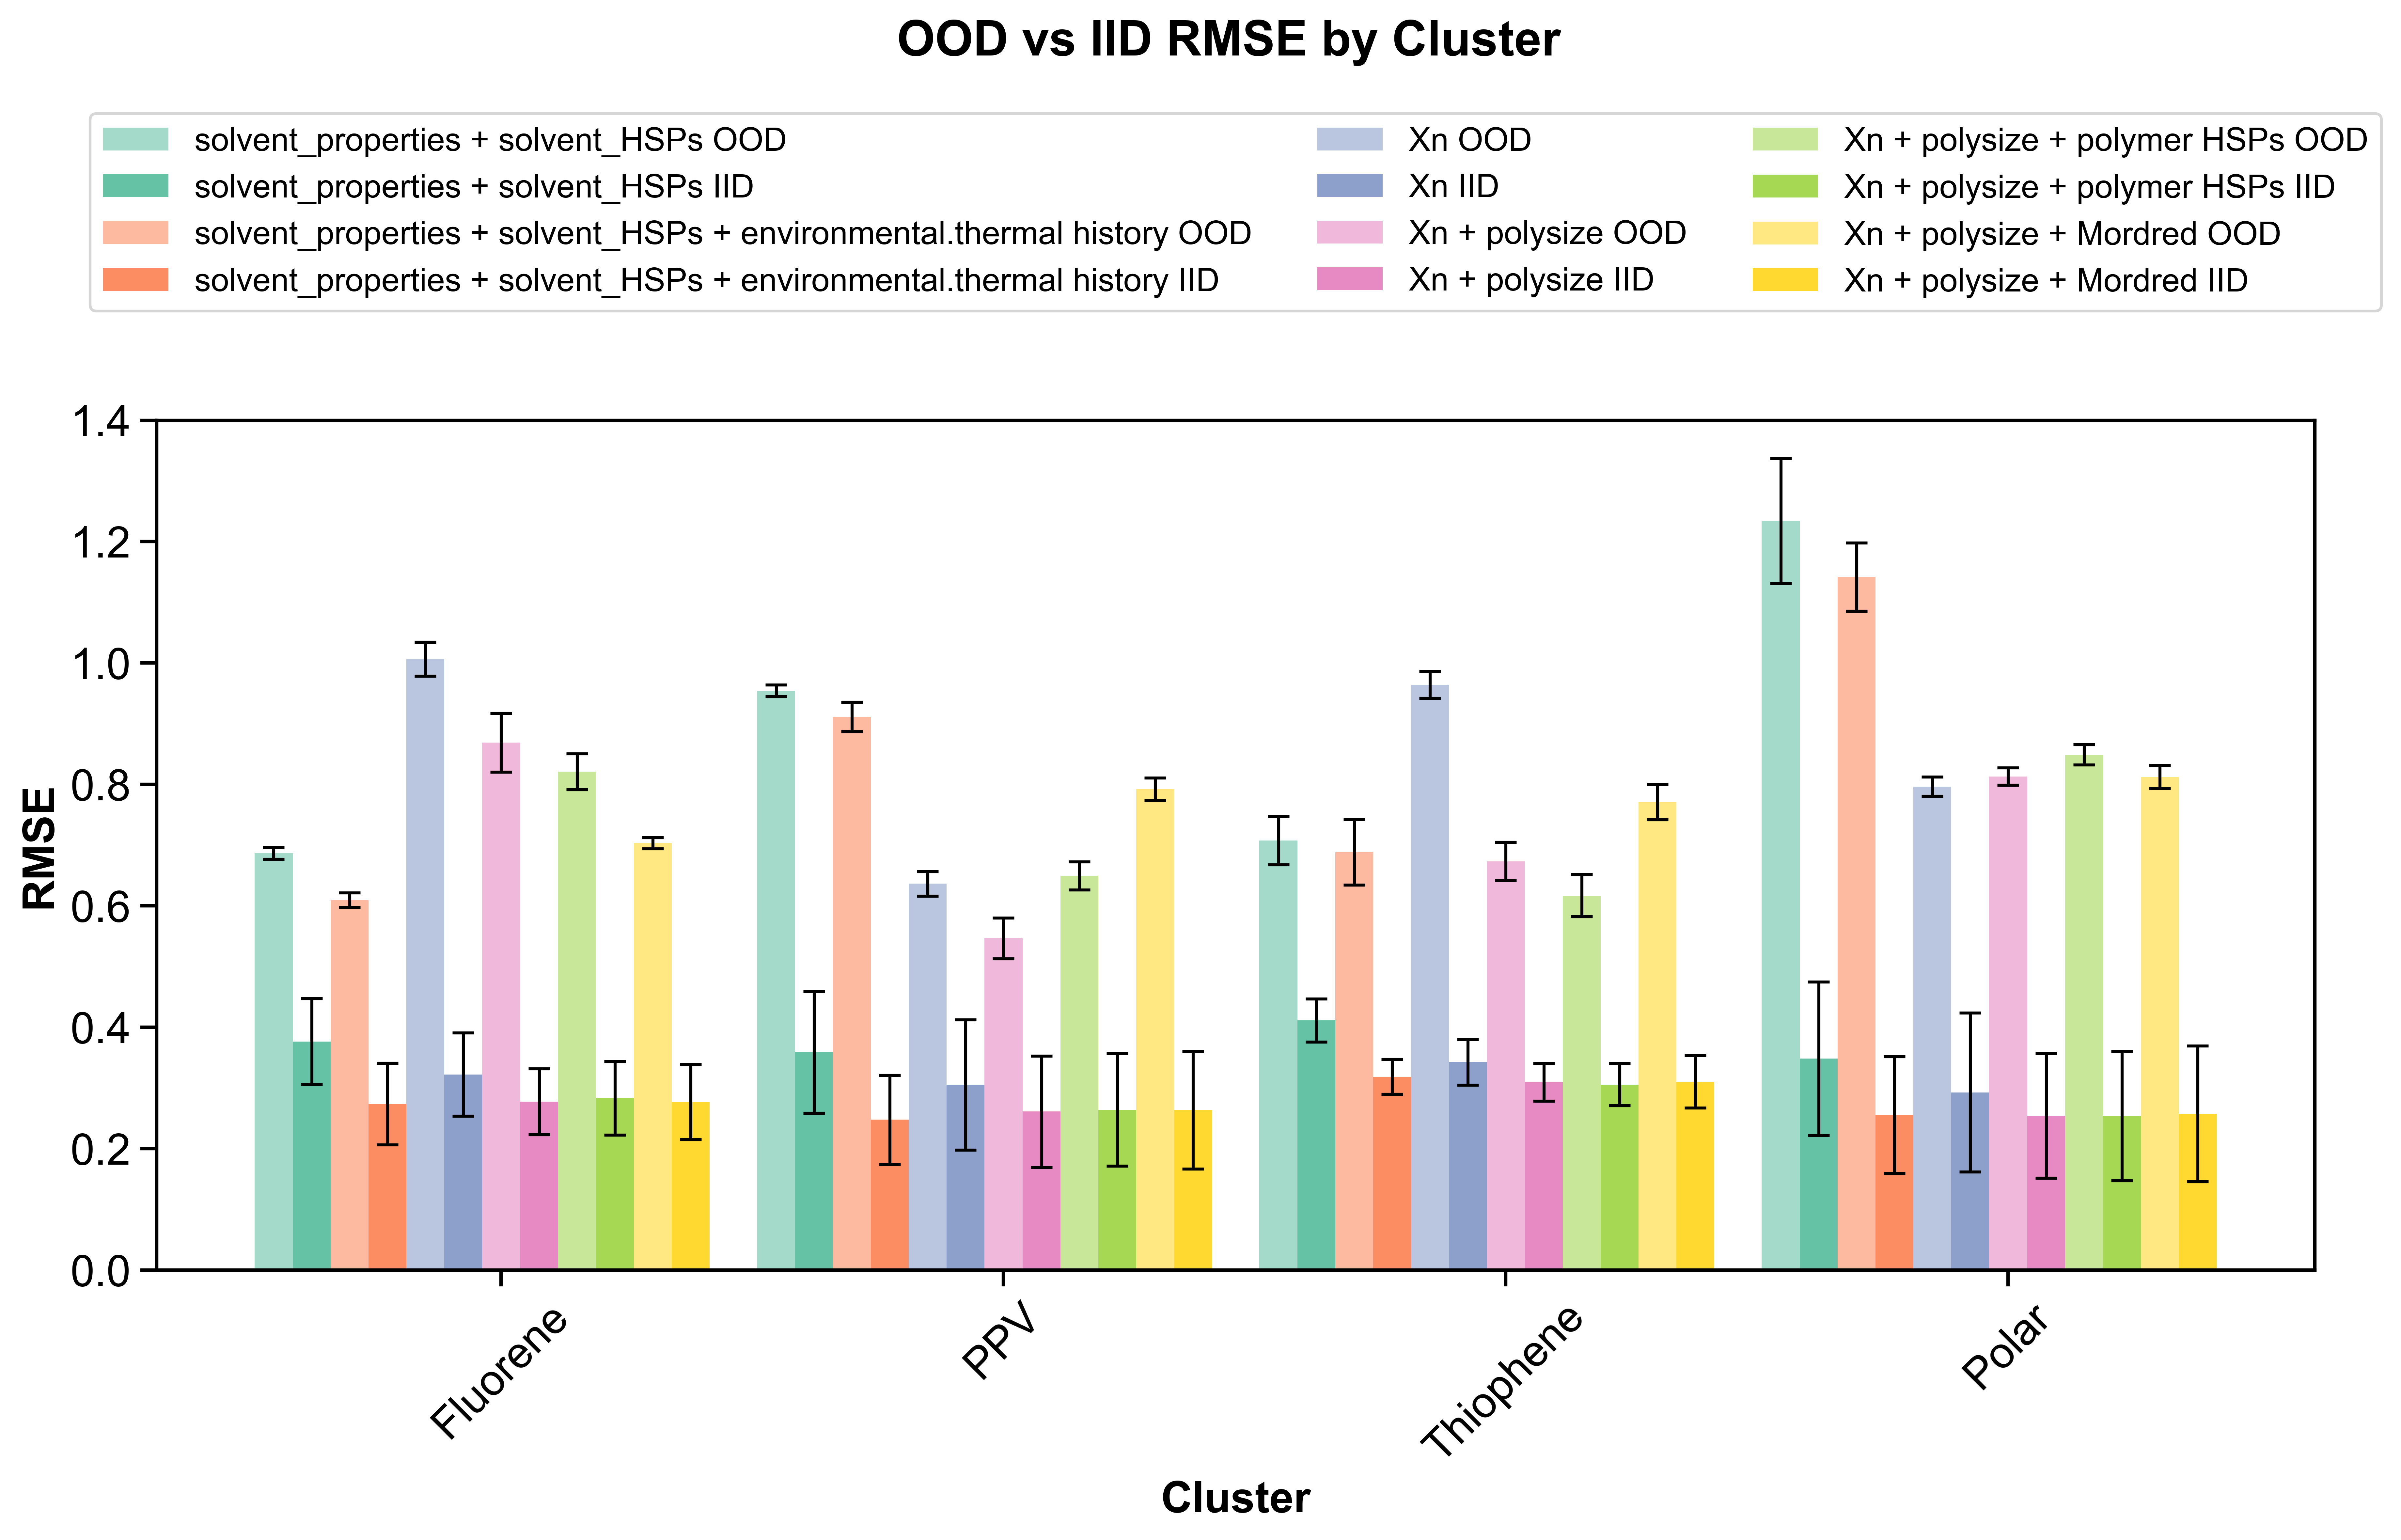 OOD vs IID RMSE by Cluster
solvent_properties + solvent_HSPs OOD
solvent_properties + solvent_HSPs IID
solvent_properties + solvent_HSPs + environmental.thermal history OOD
solvent_properties + solvent_HSPs + environmental.thermal history IID
Xn OOD
Xn IID
Xn + polysize OOD
Xn + polysize IID
Xn + polysize + polymer HSPs OOD
Xn + polysize + polymer HSPs IID
Xn + polysize + Mordred OOD
Xn + polysize + Mordred IID
1.4
1.2
1.0
0.8
0.6
0.4
0.2
0.0
RMSE
Fluorene
PPV
Thiophene
Polar
Cluster